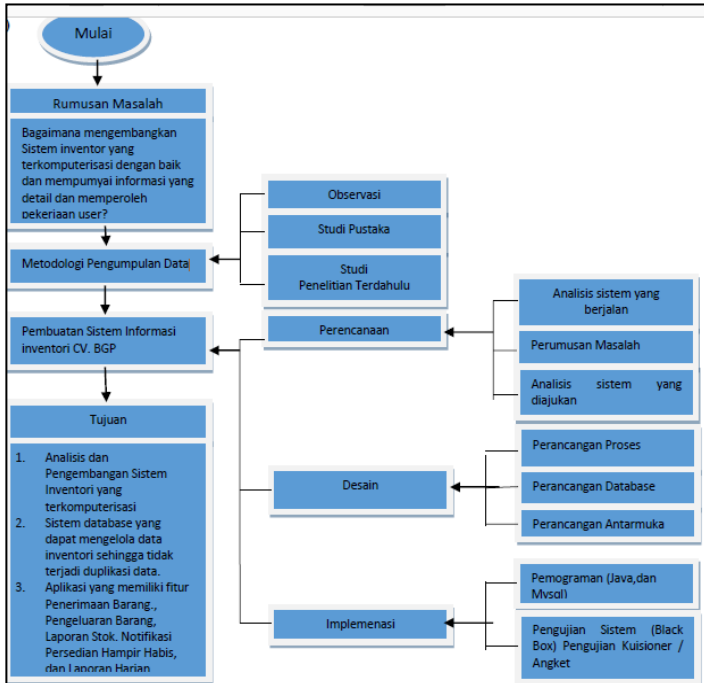 Mulai
Rumusan Masalah
Bagaimana mengembangkan
Sistem inventor yang
terkomputerisasi dengan baik
dan mempumyai informasi yang
detail dan memperoleh
pekerjaan user?
Metodologi Pengumpulan Data
Observasi
Studi Pustaka
Studi
Penelitian Terdahulu
Pembuatan Sistem Informasi
inventori CV. BGP
Perencanaan
Analisis sistem yang
berjalan
Perumusan Masalah
Analisis sistem yang
diajukan
Desain
Perancangan Proses
Perancangan Database
Perancangan Antarmuka
Implemenasi
Pemograman (Java,dan
Mysql)
Pengujian Sistem (Black
Box) Pengujian Kuisioner /
Angket
Tujuan
1. Analisis dan
Pengembangan Sistem
Inventori yang
terkomputerisasi
2. Sistem database yang
dapat mengelola data
inventori sehingga tidak
terjadi duplikasi data.
3. Aplikasi yang memiliki fitur
Penerimaan Barang.,
Pengeluaran Barang,
Laporan Stok. Notifikasi
Persedian Hampir Habis,
dan Laporan Harian